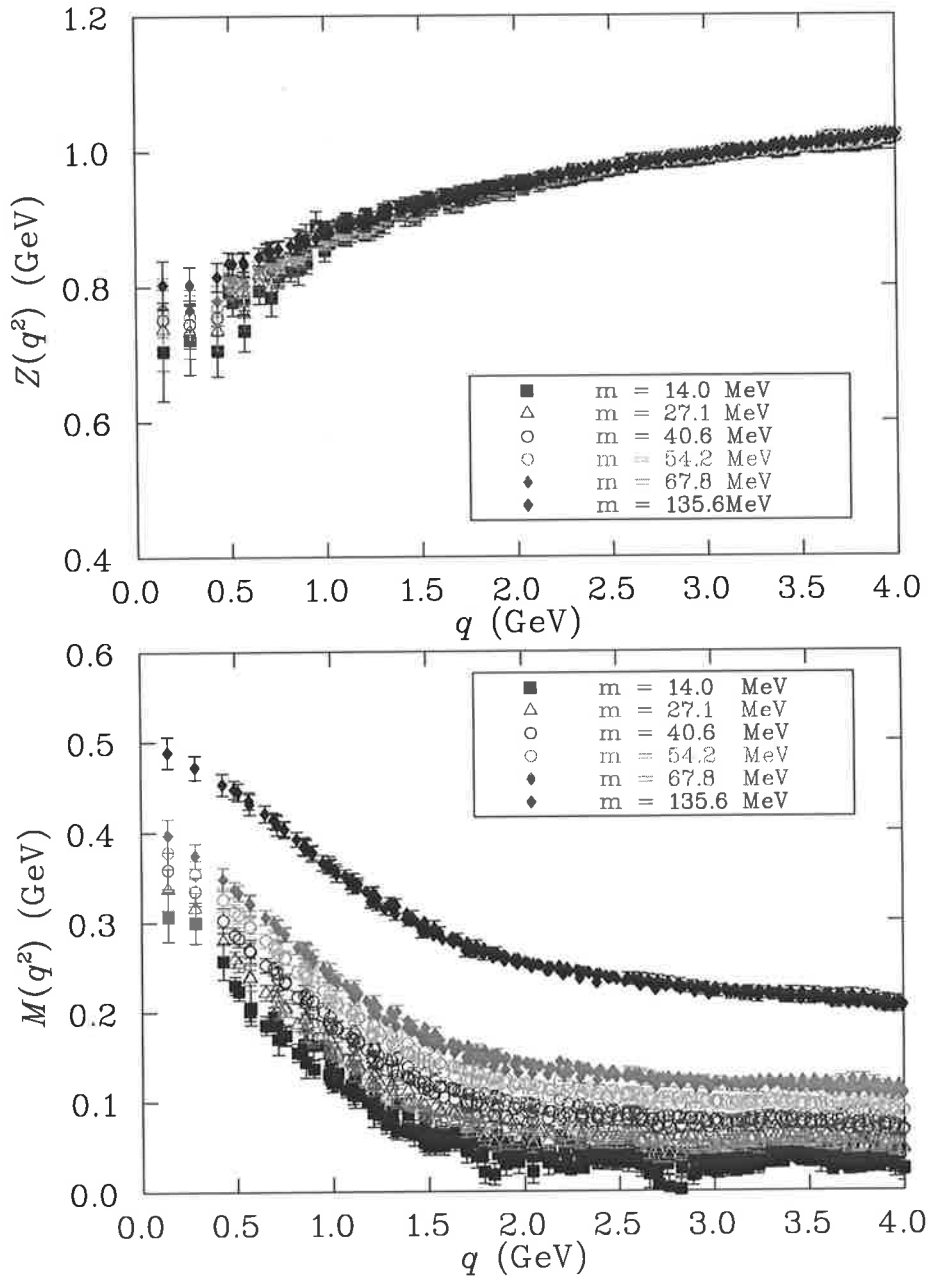 1.2
1.0
0.8
0.6
0.4
Z(q²) (GeV)
m = 14.0 MeV
m = 27.1 MeV
m = 40.6 MeV
m = 54.2 MeV
m = 67.8 MeV
m = 135.6MeV
0.0 0.5 1.0 1.5 2.0 2.5 3.0 3.5 4.0
q (GeV)
0.6
0.5
0.4
0.3
0.2
0.1
0.0
M(q²) (GeV)
m = 14.0 MeV
m = 27.1 MeV
m = 40.6 MeV
m = 54.2 MeV
m = 67.8 MeV
m = 135.6 MeV
0.0 0.5 1.0 1.5 2.0 2.5 3.0 3.5 4.0
q (GeV)